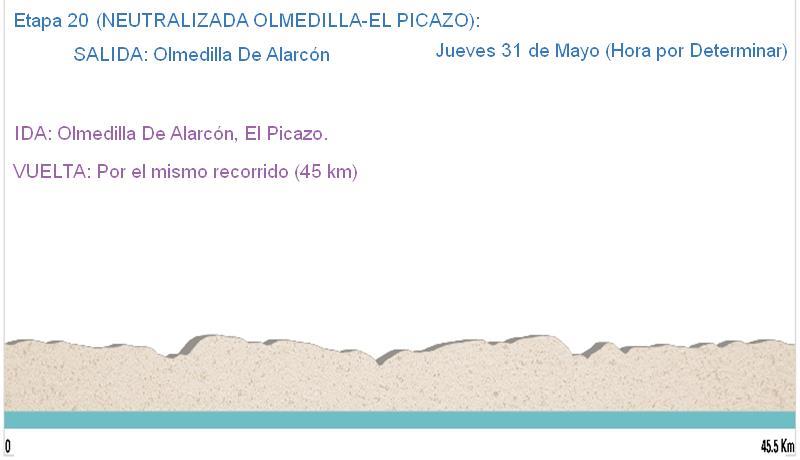 Etapa 20 (NEUTRALIZADA OLMEDILLA-EL PICAZO):
SALIDA: Olmedilla De Alarcón
Jueves 31 de Mayo (Hora por Determinar)
IDA: Olmedilla De Alarcón, El Picazo.
VUELTA: Por el mismo recorrido (45 km)
0
45.5 Km